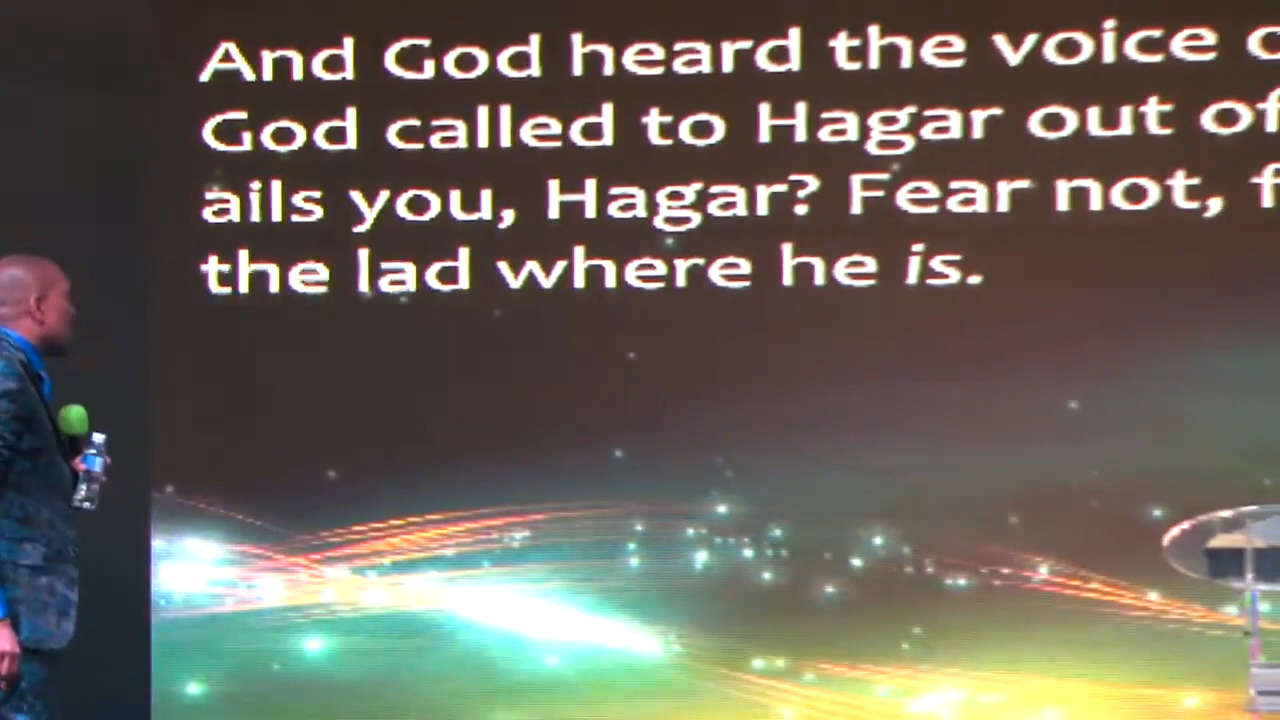 And God heard the voice
God called to Hagar out of
ails you, Hagar? Fear not,
the lad where he is.